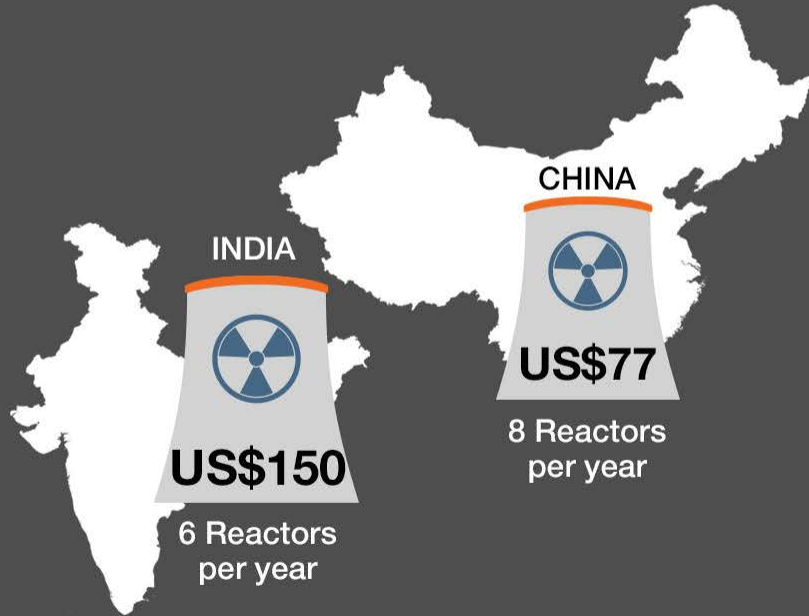 CHINA
US$77
8 Reactors
per year
INDIA
US$150
6 Reactors
per year